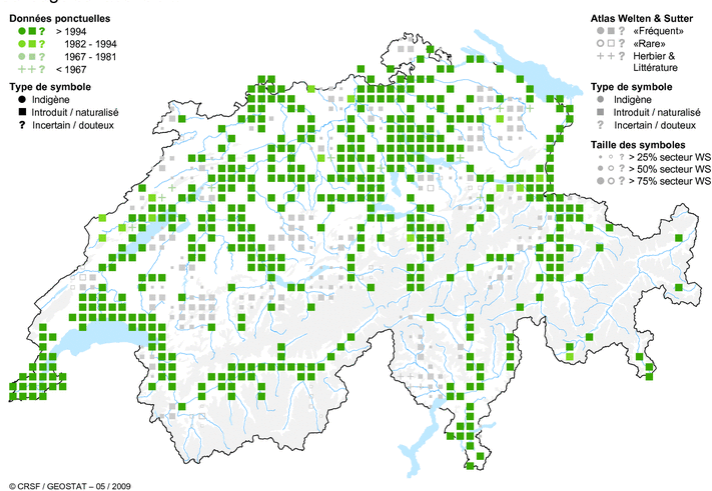 Données ponctuelles
> 1994
1982 - 1994
? 1967 - 1981
++? < 1967
Type de symbole
Indigène
Introduit / naturalisé
? Incertain / douteux
Atlas Welten & Sutter
? «Fréquent»
? «Rare»
++? Herbier &
Littérature
Type de symbole
Indigène
Introduit / naturalisé
? Incertain / douteux
Taille des symboles
? > 25% secteur WS
? > 50% secteur WS
? > 75% secteur WS
© CRSF / GEOSTAT – 05 / 2009